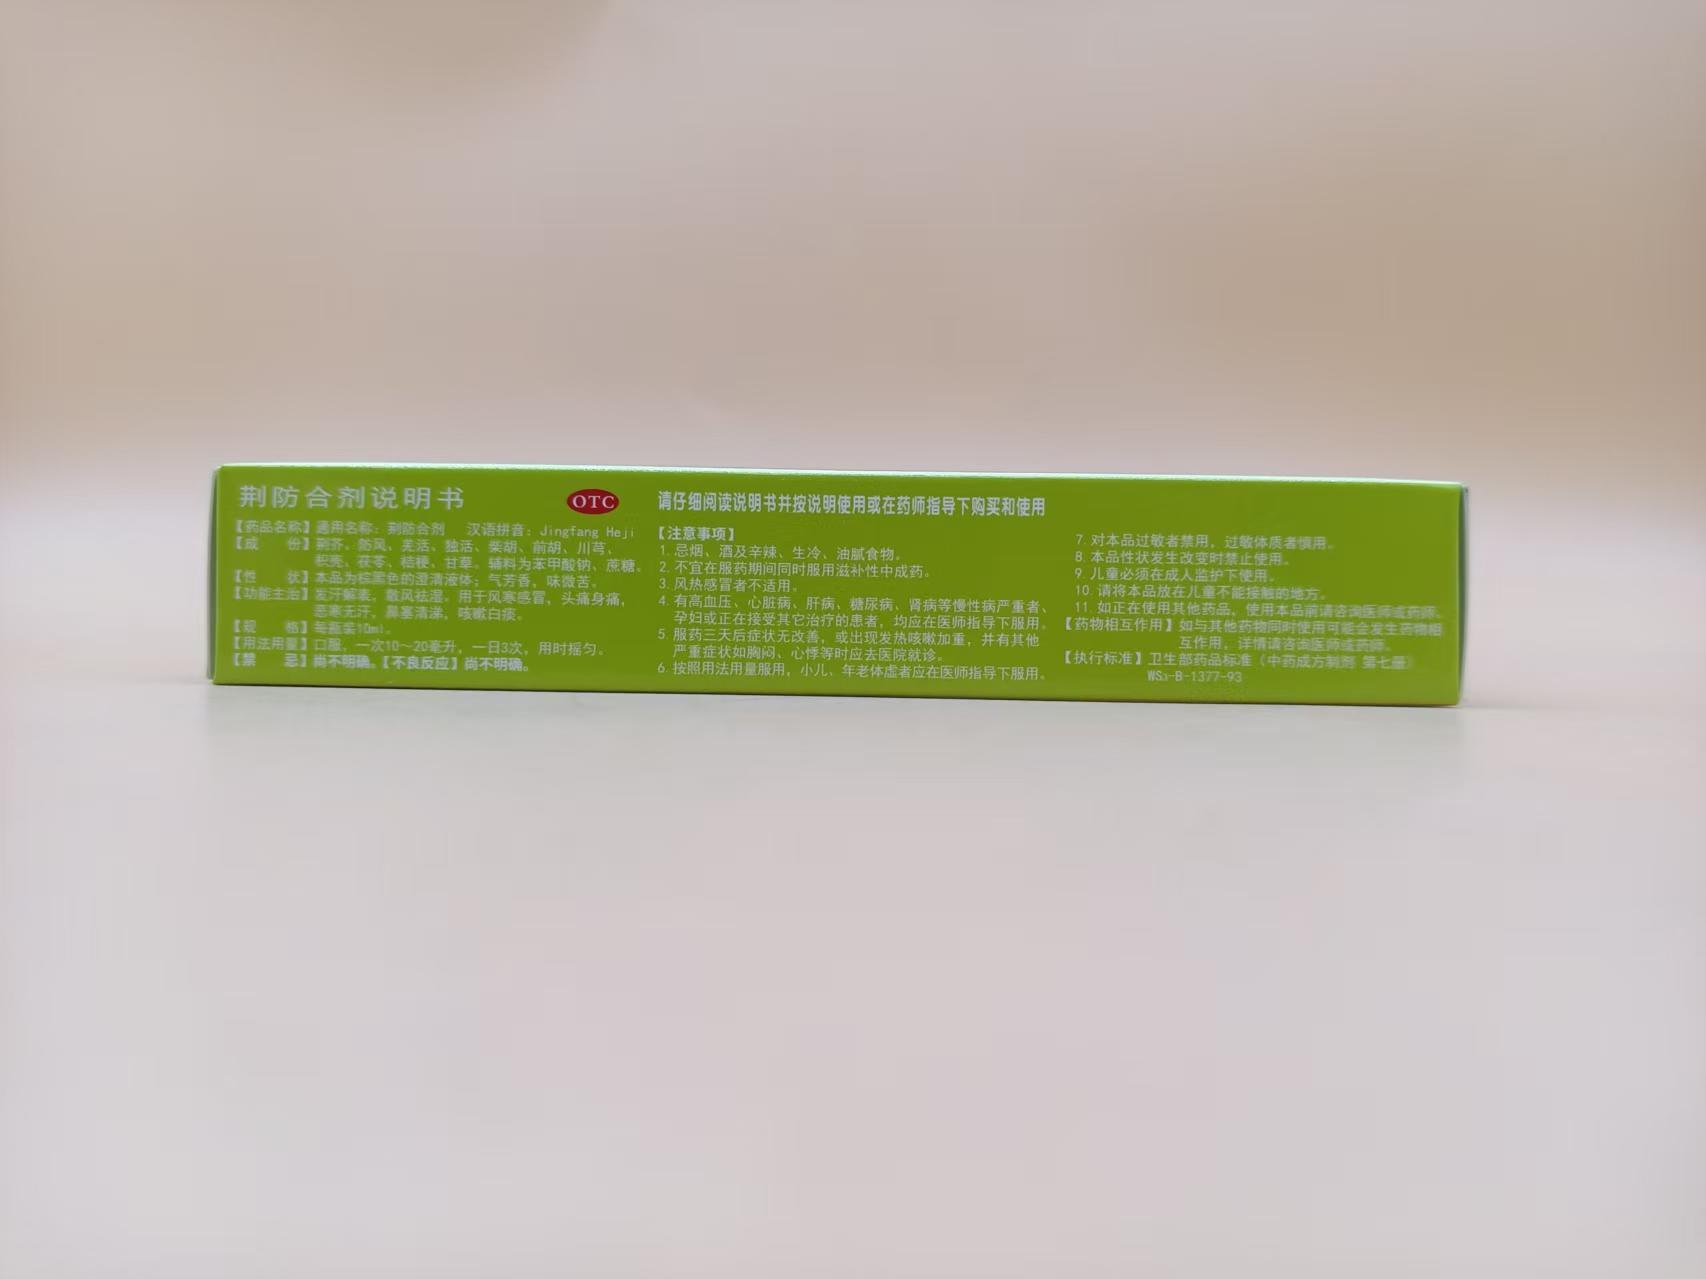 荆防合剂说明书
OTC
【药品名称】通用名称：荆防合剂 汉语拼音：Jingfang Heji
【成 份】荆芥、防风、羌活、独活、柴胡、前胡、川芎、
枳壳、茯苓、桔梗、甘草。辅料为苯甲酸钠、蔗糖。
【性 状】本品为棕黑色的澄清液体；气芳香，味微苦。
【功能主治】发汗解表，散风祛湿。用于风寒感冒，头痛身痛，
恶寒无汗，鼻塞清涕，咳嗽白痰。
【规 格】每瓶装10ml。
【用法用量】口服，一次10～20毫升，一日3次，用时摇匀。
【禁 忌】尚不明确。【不良反应】尚不明确。
请仔细阅读说明书并按说明使用或在药师指导下购买和使用
【注意事项】
1. 忌烟、酒及辛辣、生冷、油腻食物。
2. 不宜在服药期间同时服用滋补性中成药。
3. 风热感冒者不适用。
4. 有高血压、心脏病、肝病、糖尿病、肾病等慢性病严重者、
孕妇或正在接受其它治疗的患者，均应在医师指导下服用。
5. 服药三天后症状无改善，或出现发热咳嗽加重，并有其他
严重症状如胸闷、心悸等时应去医院就诊。
6. 按照用法用量服用，小儿、年老体虚者应在医师指导下服用。
7. 对本品过敏者禁用，过敏体质者慎用。
8. 本品性状发生改变时禁止使用。
9. 儿童必须在成人监护下使用。
10. 请将本品放在儿童不能接触的地方。
11. 如正在使用其他药品，使用本品前请咨询医师或药师。
【药物相互作用】如与其他药物同时使用可能会发生药物相
互作用，详情请咨询医师或药师。
【执行标准】卫生部药品标准（中药成方制剂 第七册）
WS₃-B-1377-93